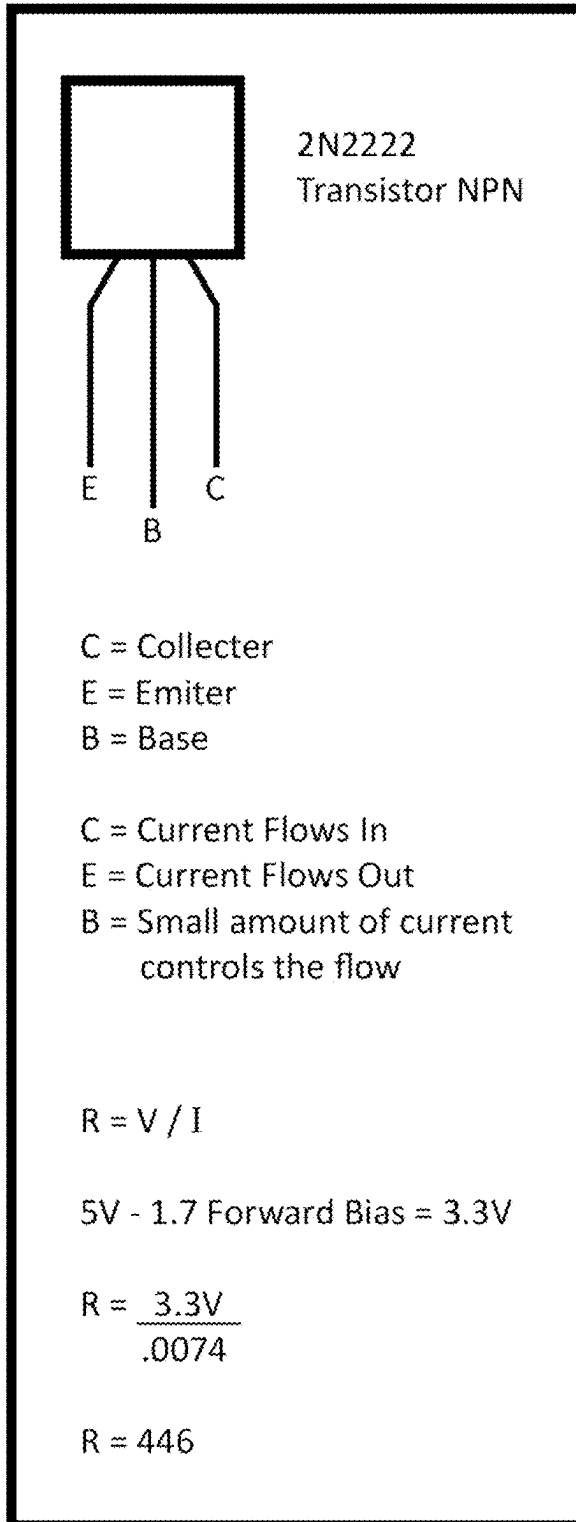 2N2222
Transistor NPN
E
C
B
C = Collecter
E = Emiter
B = Base
C = Current Flows In
E = Current Flows Out
B = Small amount of current
controls the flow
R = V / I
5V - 1.7 Forward Bias = 3.3V
R = 3.3V
.0074
R = 446